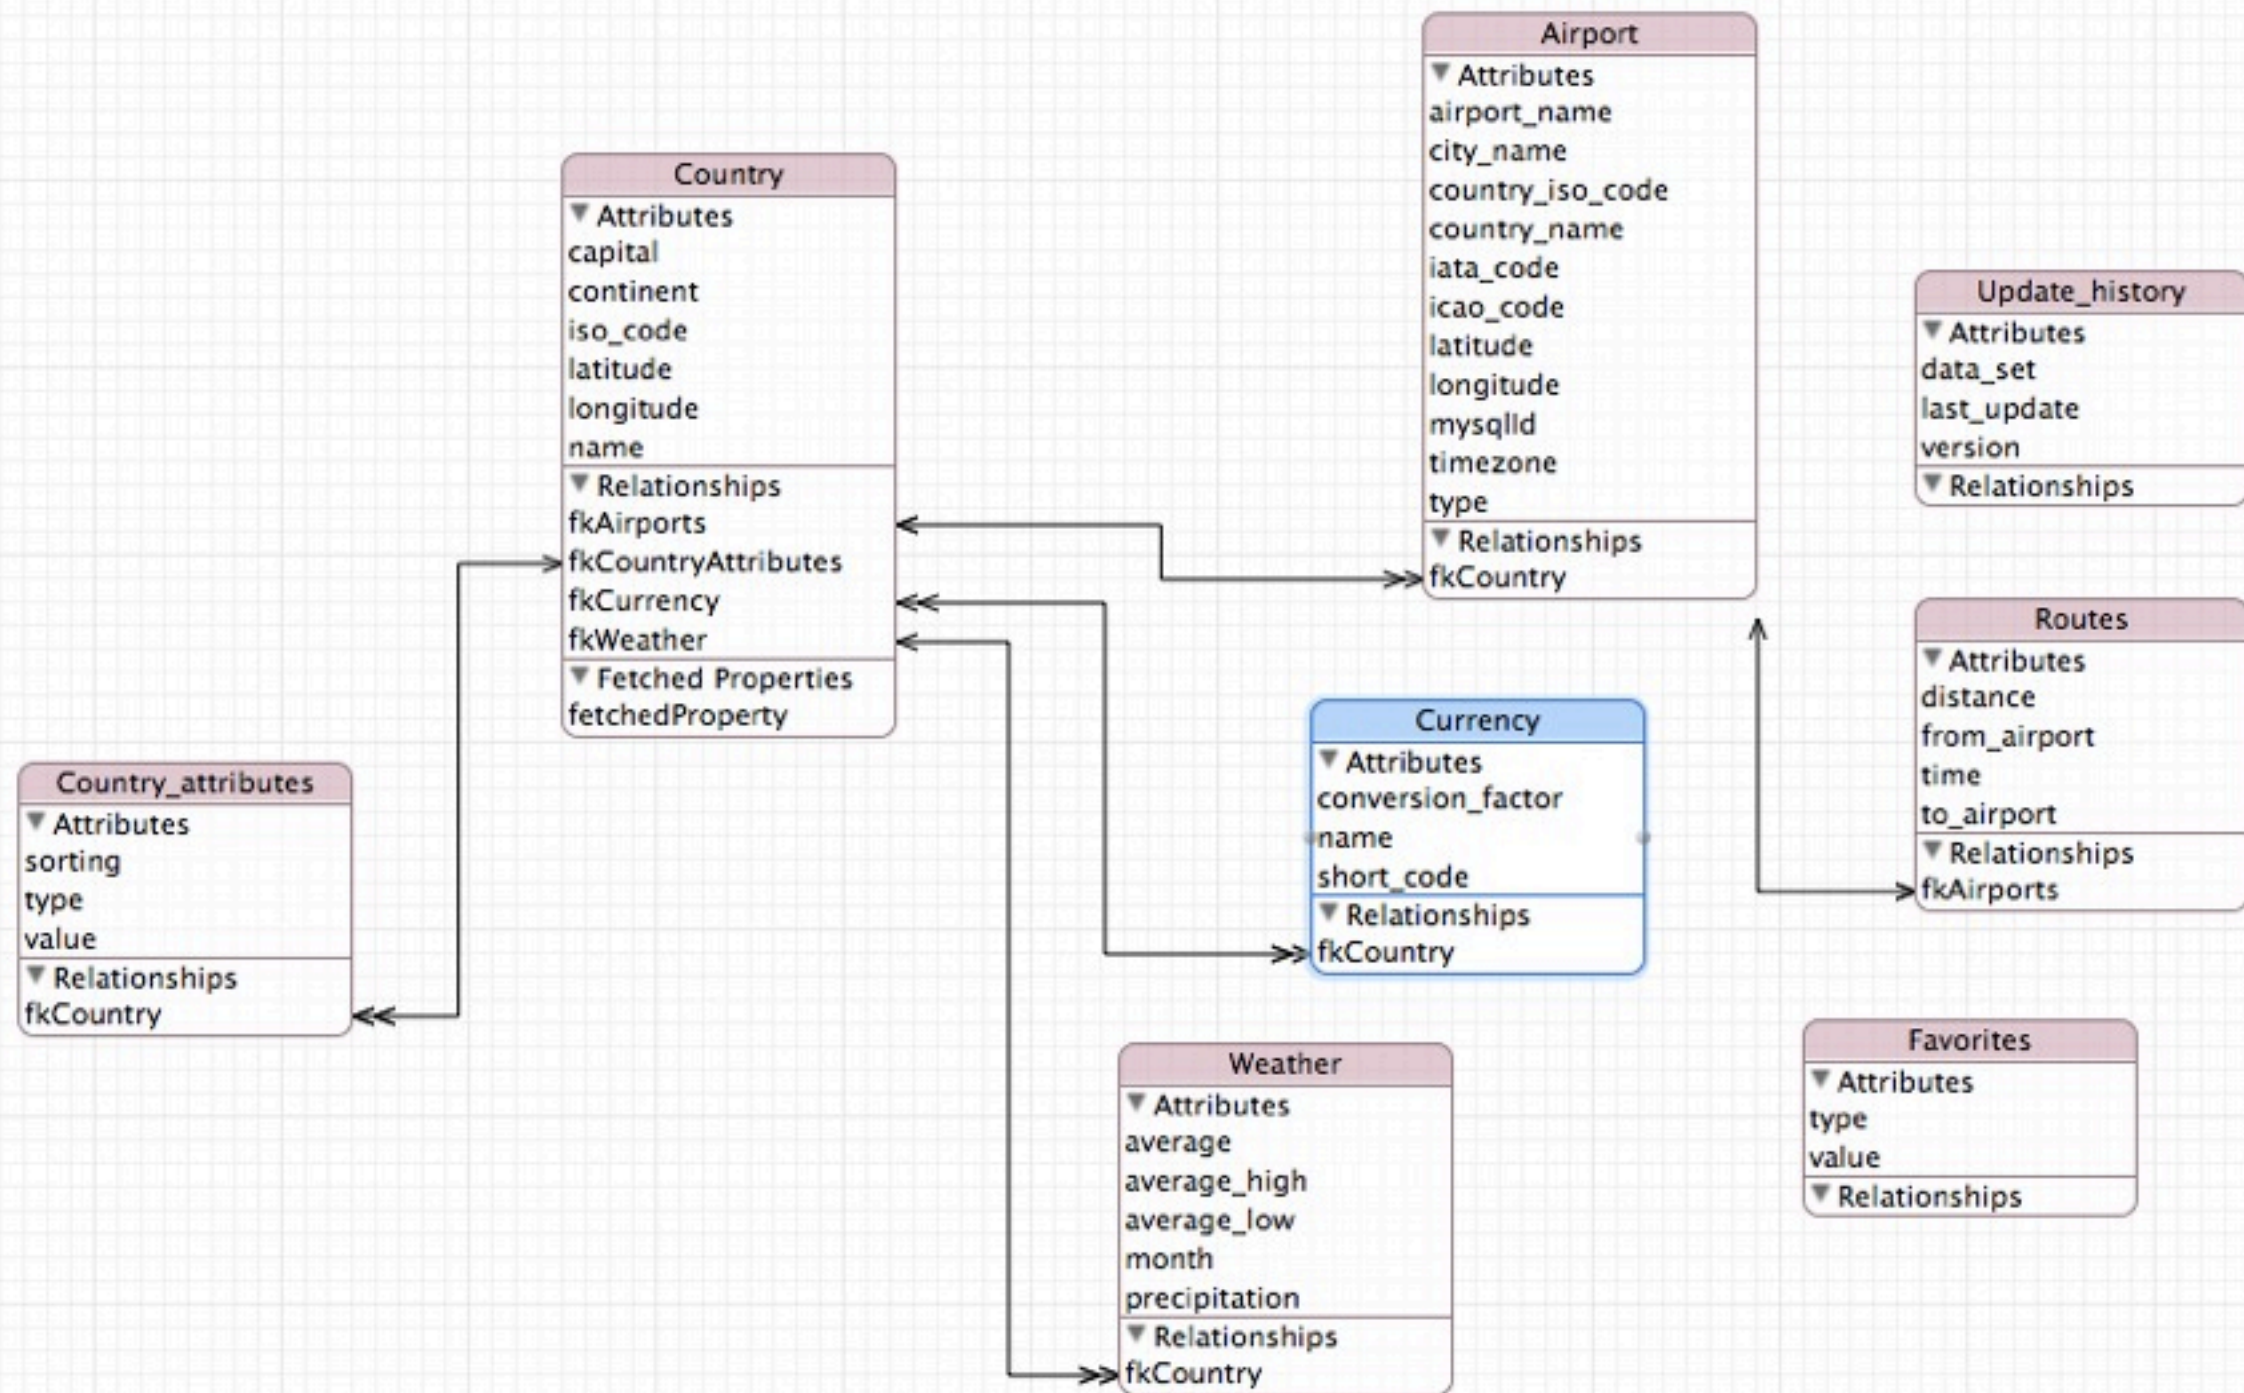 Country
Attributes
capital
continent
iso_code
latitude
longitude
name
Relationships
fkAirports
fkCountryAttributes
fkCurrency
fkWeather
Fetched Properties
fetchedProperty
Country_attributes
Attributes
sorting
type
value
Relationships
fkCountry
Airport
Attributes
airport_name
city_name
country_iso_code
country_name
iata_code
icao_code
latitude
longitude
mysqlId
timezone
type
Relationships
fkCountry
Currency
Attributes
conversion_factor
name
short_code
Relationships
fkCountry
Weather
Attributes
average
average_high
average_low
month
precipitation
Relationships
fkCountry
Update_history
Attributes
data_set
last_update
version
Relationships
Routes
Attributes
distance
from_airport
time
to_airport
Relationships
fkAirports
Favorites
Attributes
type
value
Relationships